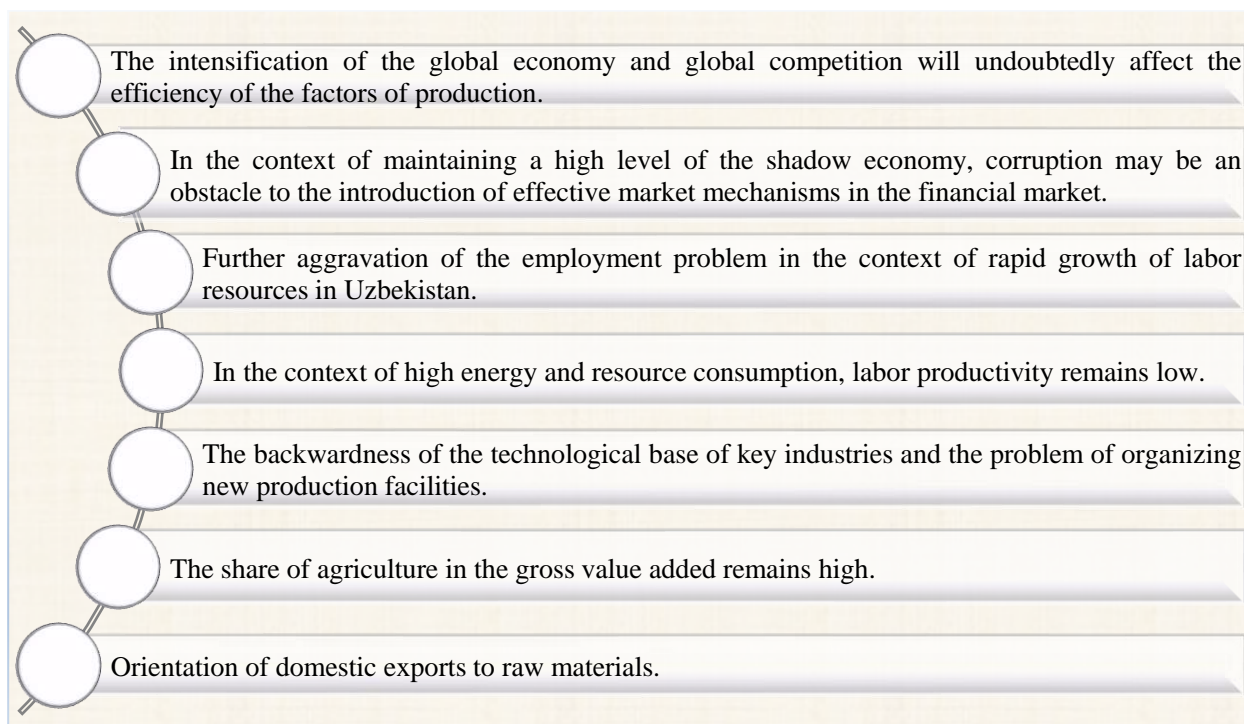 The intensification of the global economy and global competition will undoubtedly affect the
efficiency of the factors of production.
In the context of maintaining a high level of the shadow economy, corruption may be an
obstacle to the introduction of effective market mechanisms in the financial market.
Further aggravation of the employment problem in the context of rapid growth of labor
resources in Uzbekistan.
In the context of high energy and resource consumption, labor productivity remains low.
The backwardness of the technological base of key industries and the problem of organizing
new production facilities.
The share of agriculture in the gross value added remains high.
Orientation of domestic exports to raw materials.